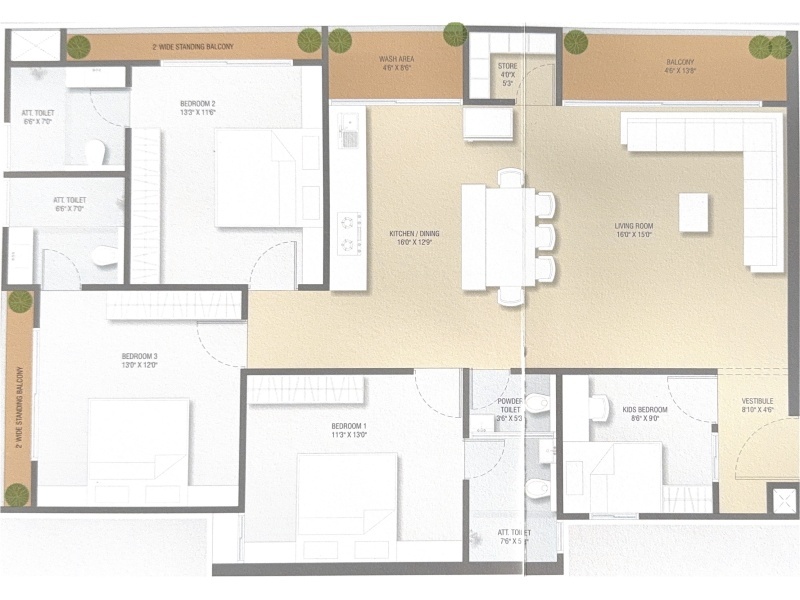 2' WIDE STANDING BALCONY
WASH AREA
4'6" X 8'6"
STORE
4'0"X
5'3"
BALCONY
4'6" X 13'8"
BEDROOM 2
13'3" X 11'6"
ATT. TOILET
6'6" X 7'0"
ATT. TOILET
6'6" X 7'0"
KITCHEN / DINING
16'0" X 12'9"
LIVING ROOM
16'0" X 15'0"
BEDROOM 3
13'0" X 12'0"
2' WIDE STANDING BALCONY
BEDROOM 1
11'3" X 13'0"
POWDER
TOILET
3'6" X 5'3
KIDS BEDROOM
8'6" X 9'0"
VESTIBULE
8'10" X 4'6"
ATT. TOILET
7'6" X 5'